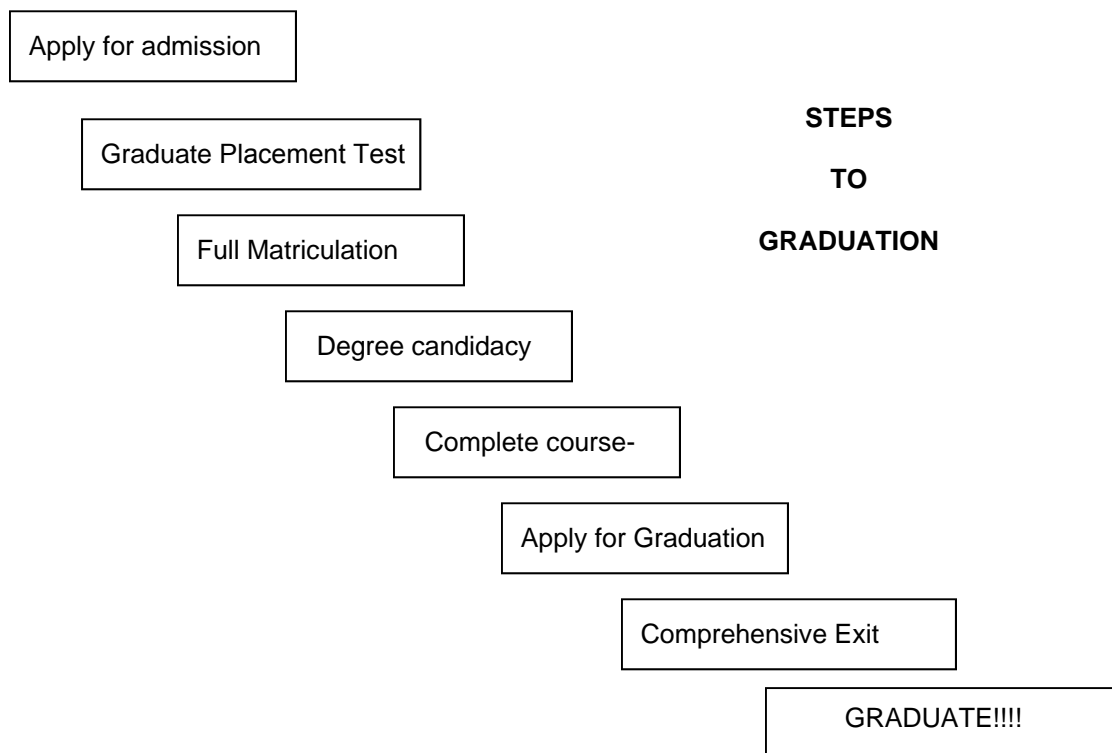 Apply for admission
Graduate Placement Test
STEPS
TO
GRADUATION
Full Matriculation
Degree candidacy
Complete course-
Apply for Graduation
Comprehensive Exit
GRADUATE!!!!